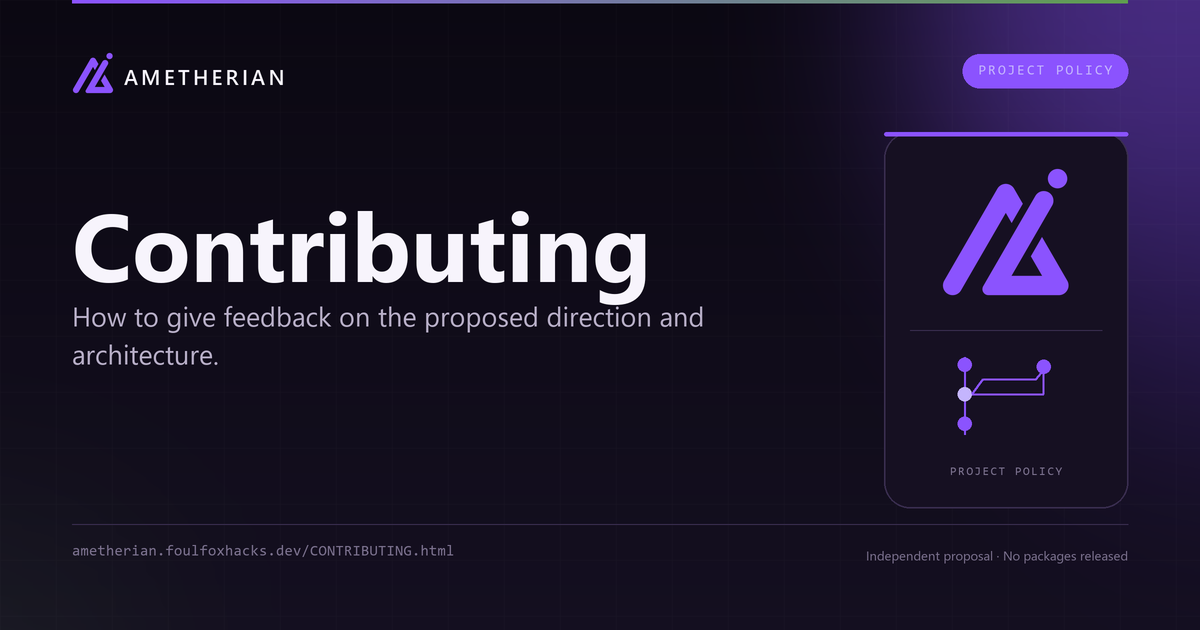 AMETHERIAN
PROJECT POLICY
Contributing
How to give feedback on the proposed direction and
architecture.
PROJECT POLICY
ametherian.foulfoxhacks.dev/CONTRIBUTING.html
Independent proposal · No packages released